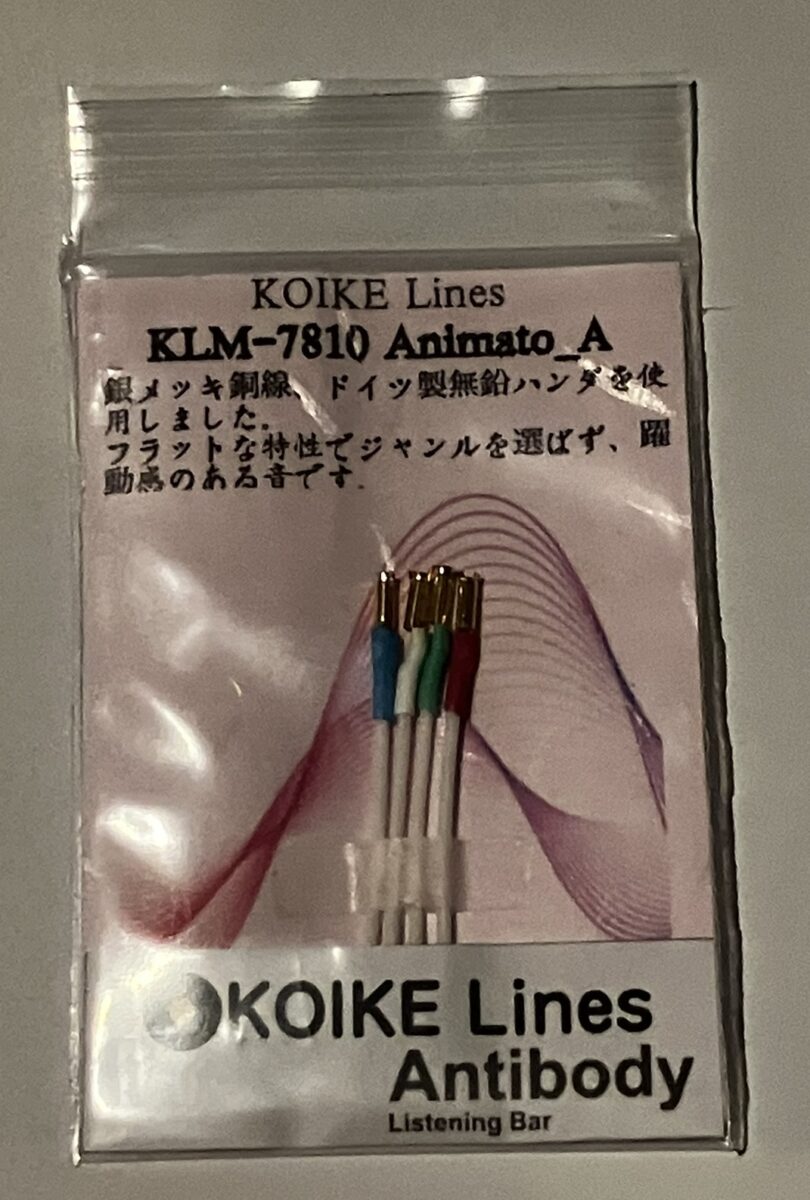 KOIKE Lines
KLM-7810 Animato_A
銀メッキ銅線、ドイツ製無鉛ハンダを使
用しました。
フラットな特性でジャンルを選ばず、躍
動感のある音です。
KOIKE Lines
Antibody
Listening Bar